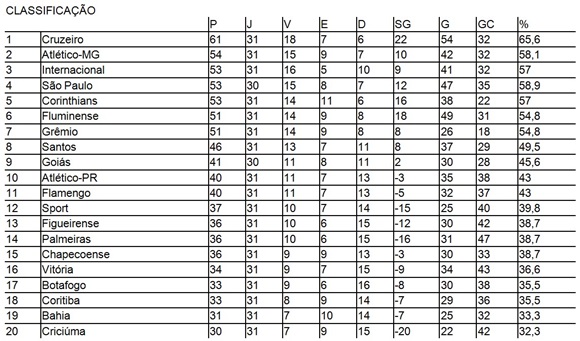 CLASSIFICAÇÃO
P J V E D SG G GC %
1 Cruzeiro 61 31 18 7 6 22 54 32 65,6
2 Atlético-MG 54 31 15 9 7 10 42 32 58,1
3 Internacional 53 31 16 5 10 9 41 32 57
4 São Paulo 53 30 15 8 7 12 47 35 58,9
5 Corinthians 53 31 14 11 6 16 38 22 57
6 Fluminense 51 31 14 9 8 18 49 31 54,8
7 Grêmio 51 31 14 9 8 8 26 18 54,8
8 Santos 46 31 13 7 11 8 37 29 49,5
9 Goiás 41 30 11 8 11 2 30 28 45,6
10 Atlético-PR 40 31 11 7 13 -3 35 38 43
11 Flamengo 40 31 11 7 13 -5 32 37 43
12 Sport 37 31 10 7 14 -15 25 40 39,8
13 Figueirense 36 31 10 6 15 -12 30 42 38,7
14 Palmeiras 36 31 10 6 15 -16 31 47 38,7
15 Chapecoense 36 31 9 9 13 -3 30 33 38,7
16 Vitória 34 31 9 7 15 -9 34 43 36,6
17 Botafogo 33 31 9 6 16 -8 30 38 35,5
18 Coritiba 33 31 8 9 14 -7 29 36 35,5
19 Bahia 31 31 7 10 14 -7 25 32 33,3
20 Criciúma 30 31 7 9 15 -20 22 42 32,3